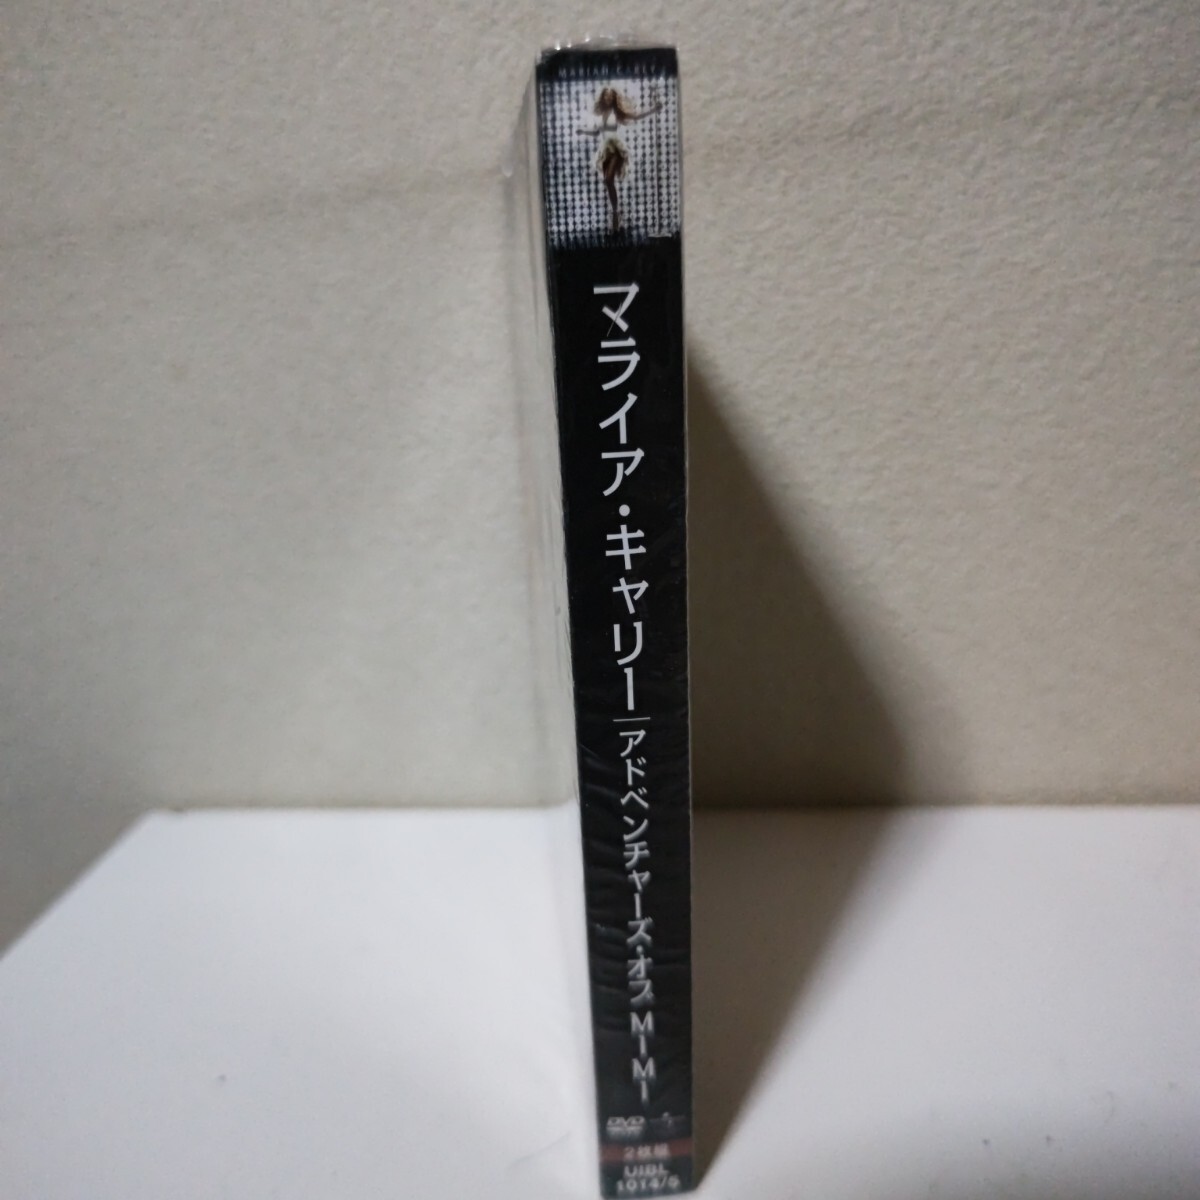 MARIAH CAREY
マライア・キャリー
アドベンチャーズ・オブ MIMI
DVD
2枚組
UIBL
1014/5